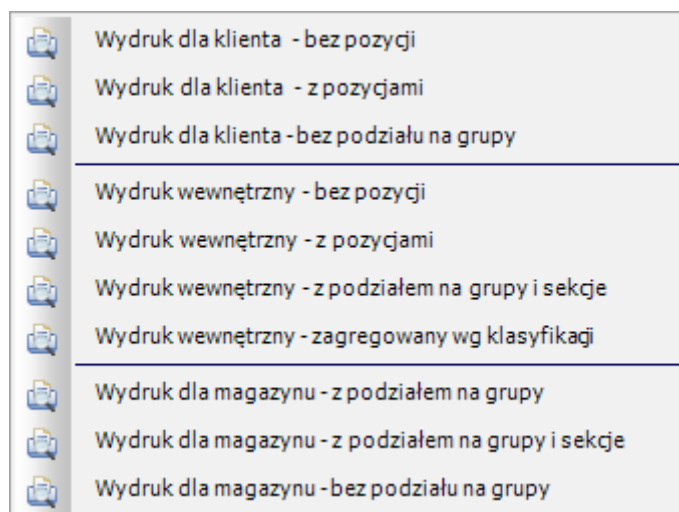 Wydruk dla klienta - bez pozycji
Wydruk dla klienta - z pozycjami
Wydruk dla klienta -bez podziału na grupy
Wydruk wewnętrzny - bez pozycji
Wydruk wewnętrzny - z pozycjami
Wydruk wewnętrzny - z podziałem na grupy i sekcje
Wydruk wewnętrzny - zagregowany wg klasyfikacji
Wydruk dla magazynu - z podziałem na grupy
Wydruk dla magazynu - z podziałem na grupy i sekcje
Wydruk dla magazynu -bez podziału na grupy